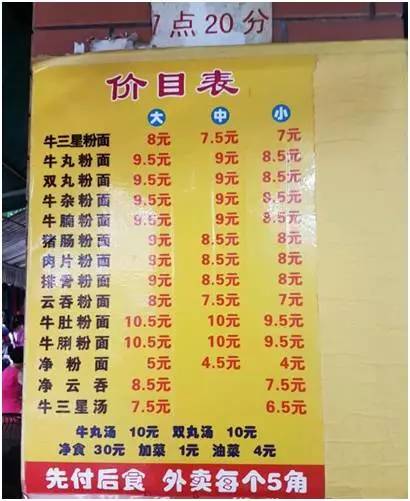 7点20分
价目表
大 中 小
牛三星粉面 8元 7.5元 7元
牛丸粉面 9.5元 9元 8.5元
双丸粉面 9.5元 9元 8.5元
牛杂粉面 9.5元 9元 8.5元
牛腩粉面 9.5元 9元 8.5元
猪肠粉面 9元 8.5元 8元
肉片粉面 9元 8.5元 8元
排骨粉面 9元 8.5元 8元
云吞粉面 8元 7.5元 7元
牛肚粉面 10.5元 10元 9.5元
牛脷粉面 10.5元 10元 9.5元
净粉面 5元 4.5元 4元
净云吞 8.5元 7.5元
牛三星汤 7.5元 6.5元
牛丸汤 10元 双丸汤 10元
净食 30元 加菜 1元 油菜 4元
先付后食 外卖每个5角